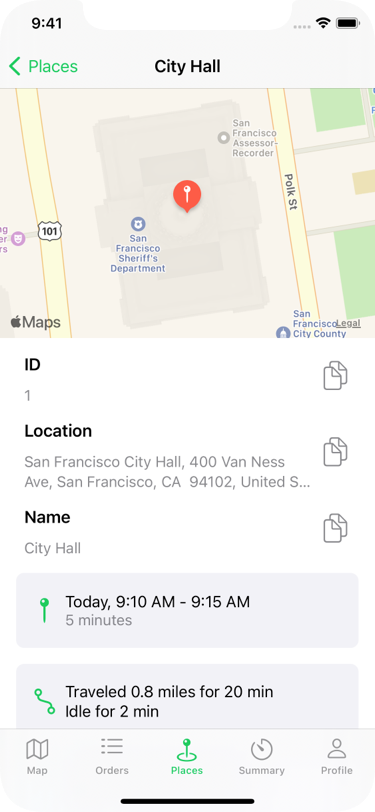 9:41
Places
City Hall
San
Francisco
Assessor-
Recorder
Polk St
101
San
Francisco
Sheriff's
Department
San
Francisco
City County
Maps
Legal
ID
1
Location
San Francisco City Hall, 400 Van Ness
Ave, San Francisco, CA  94102, United S...
Name
City Hall
Today, 9:10 AM - 9:15 AM
5 minutes
Traveled 0.8 miles for 20 min
Idle for 2 min
Map
Orders
Places
Summary
Profile